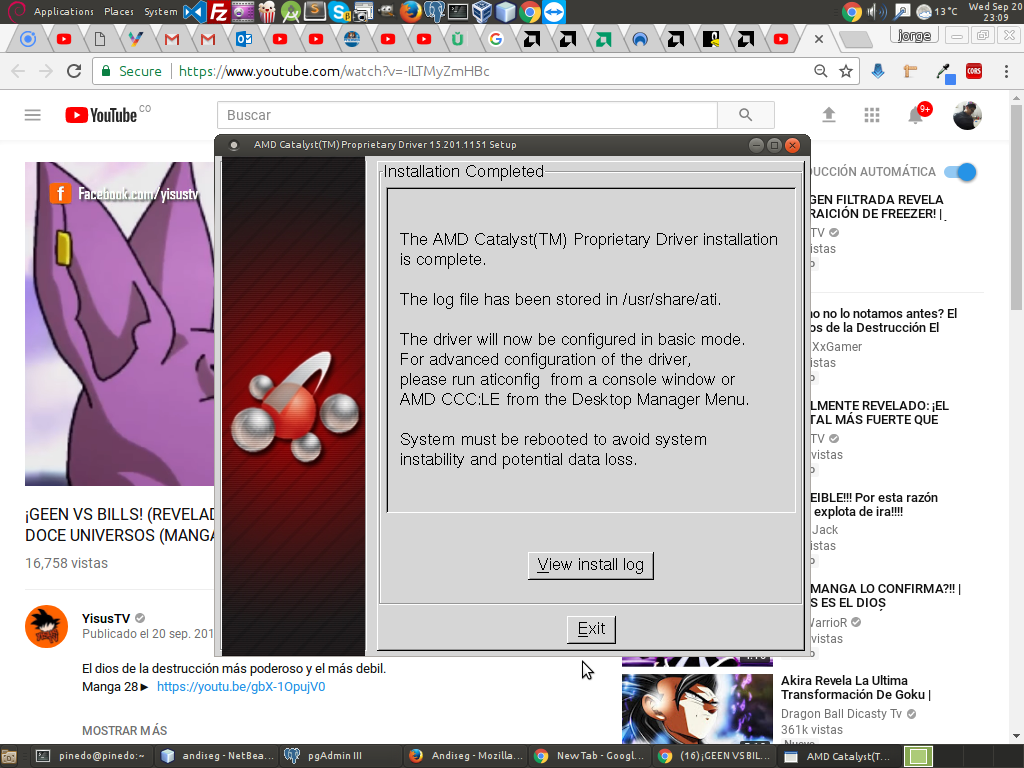 Applications Places System 13 °C Wed Sep 20
23:09
jorge
Secure https://www.youtube.com/watch?v=-ILTMyZmHBc
CORS
YouTube CO
Buscar
9+
AMD Catalyst(TM) Proprietary Driver 15.201.1151 Setup
Installation Completed
The AMD Catalyst(TM) Proprietary Driver installation
is complete.
The log file has been stored in /usr/share/ati.
The driver will now be configured in basic mode.
For advanced configuration of the driver,
please run aticonfig from a console window or
AMD CCC:LE from the Desktop Manager Menu.
System must be rebooted to avoid system
instability and potential data loss.
View install log
Exit
Facebook.com/yisustv
¡GEEN VS BILLS! (REVELAD
DOCE UNIVERSOS (MANGA
16,758 vistas
YisusTV
Publicado el 20 sep. 201
El dios de la destrucción más poderoso y el más debil.
Manga 28► https://youtu.be/gbX-1OpujV0
MOSTRAR MÁS
DUCCIÓN AUTOMÁTICA
GEN FILTRADA REVELA
RAICIÓN DE FREEZER! |
TV
istas
no no lo notamos antes? El
os de la Destrucción El
XxGamer
istas
LMENTE REVELADO: ¡EL
TAL MÁS FUERTE QUE
TV
vistas
EIBLE!!! Por esta razón
explota de ira!!!!
Jack
istas
MANGA LO CONFIRMA?!! |
S ES EL DIOS
WarrioR
vistas
Akira Revela La Ultima
Transformación De Goku |
Dragon Ball Dicasty Tv
361k vistas
Nuevo
pinedo@pinedo: ~
andiseg - NetBea...
pgAdmin III
Andiseg - Mozilla...
New Tab - Googl...
(16) ¡GEEN VS BIL...
AMD Catalyst(T...